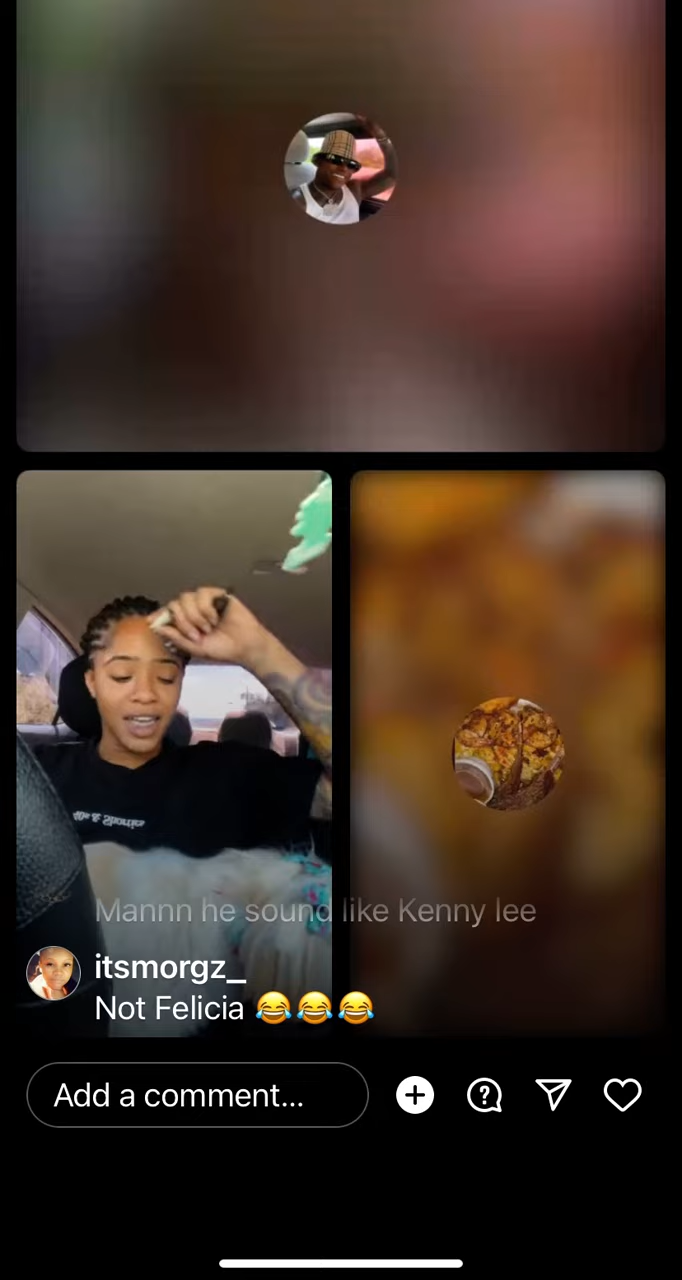 Mannn he sound like Kenny lee
itsmorgz_
Not Felicia 😂😂😂
Add a comment...